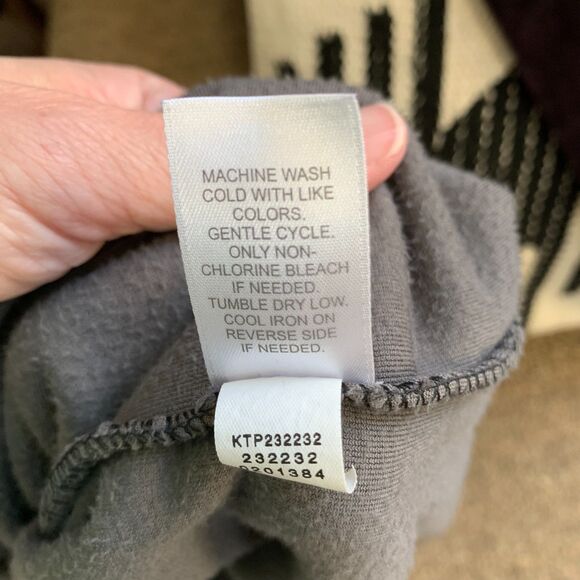 MACHINE WASH
COLD WITH LIKE
COLORS.
GENTLE CYCLE.
ONLY NON-
CHLORINE BLEACH
IF NEEDED.
TUMBLE DRY LOW.
COOL IRON ON
REVERSE SIDE
IF NEEDED.
KTP232232
232232
0201384